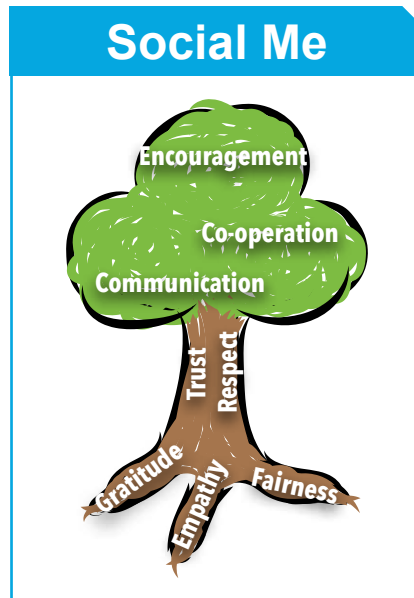 Social Me
Encouragement
Co-operation
Communication
Trust
Respect
Gratitude
Empathy
Fairness